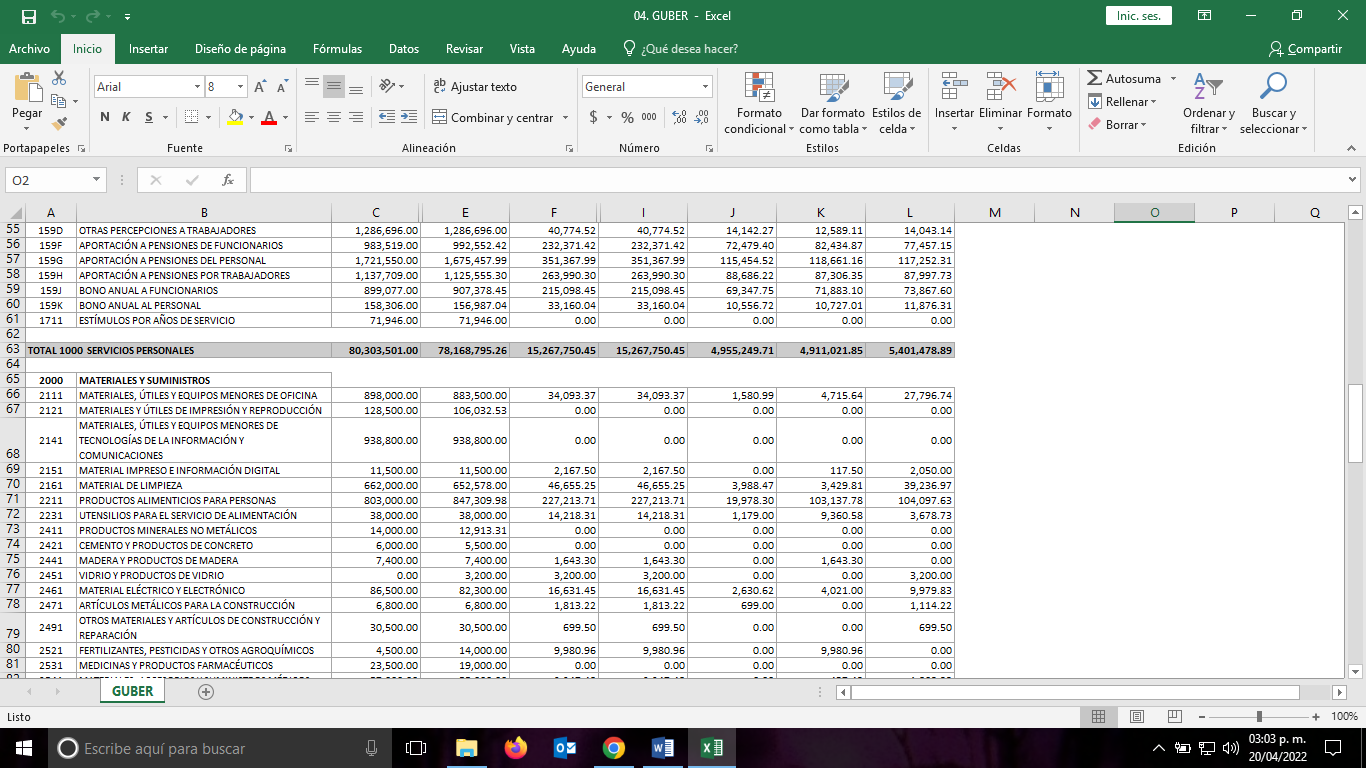 04. GUBER - Excel
Inic. ses.
Archivo Inicio Insertar Diseño de página Fórmulas Datos Revisar Vista Ayuda ¿Qué desea hacer? Compartir
Pegar
Arial 8 A A
N K S
Ajustar texto
Combinar y centrar
General
$ % 000
Formato condicional
Dar formato como tabla
Estilos de celda
Insertar Eliminar Formato
Autosuma
Rellenar
Borrar
Ordenar y filtrar
Buscar y seleccionar
Portapapeles Fuente Alineación Número Estilos Celdas Edición
O2 fx
A B C E F I J K L M N O P Q
55 159D OTRAS PERCEPCIONES A TRABAJADORES 1,286,696.00 1,286,696.00 40,774.52 40,774.52 14,142.27 12,589.11 14,043.14
56 159F APORTACIÓN A PENSIONES DE FUNCIONARIOS 983,519.00 992,552.42 232,371.42 232,371.42 72,479.40 82,434.87 77,457.15
57 159G APORTACIÓN A PENSIONES DEL PERSONAL 1,721,550.00 1,675,457.99 351,367.99 351,367.99 115,454.52 118,661.16 117,252.31
58 159H APORTACIÓN A PENSIONES POR TRABAJADORES 1,137,709.00 1,125,555.30 263,990.30 263,990.30 88,686.22 87,306.35 87,997.73
59 159J BONO ANUAL A FUNCIONARIOS 899,077.00 907,378.45 215,098.45 215,098.45 69,347.75 71,883.10 73,867.60
60 159K BONO ANUAL AL PERSONAL 158,306.00 156,987.04 33,160.04 33,160.04 10,556.72 10,727.01 11,876.31
61 1711 ESTÍMULOS POR AÑOS DE SERVICIO 71,946.00 71,946.00 0.00 0.00 0.00 0.00 0.00
62
63 TOTAL 1000 SERVICIOS PERSONALES 80,303,501.00 78,168,795.26 15,267,750.45 15,267,750.45 4,955,249.71 4,911,021.85 5,401,478.89
64
65 2000 MATERIALES Y SUMINISTROS
66 2111 MATERIALES, ÚTILES Y EQUIPOS MENORES DE OFICINA 898,000.00 883,500.00 34,093.37 34,093.37 1,580.99 4,715.64 27,796.74
67 2121 MATERIALES Y ÚTILES DE IMPRESIÓN Y REPRODUCCIÓN 128,500.00 106,032.53 0.00 0.00 0.00 0.00 0.00
MATERIALES, ÚTILES Y EQUIPOS MENORES DE
2141 TECNOLOGÍAS DE LA INFORMACIÓN Y 938,800.00 938,800.00 0.00 0.00 0.00 0.00 0.00
68 COMUNICACIONES
69 2151 MATERIAL IMPRESO E INFORMACIÓN DIGITAL 11,500.00 11,500.00 2,167.50 2,167.50 0.00 117.50 2,050.00
70 2161 MATERIAL DE LIMPIEZA 662,000.00 652,578.00 46,655.25 46,655.25 3,988.47 3,429.81 39,236.97
71 2211 PRODUCTOS ALIMENTICIOS PARA PERSONAS 803,000.00 847,309.98 227,213.71 227,213.71 19,978.30 103,137.78 104,097.63
72 2231 UTENSILIOS PARA EL SERVICIO DE ALIMENTACIÓN 38,000.00 38,000.00 14,218.31 14,218.31 1,179.00 9,360.58 3,678.73
73 2411 PRODUCTOS MINERALES NO METÁLICOS 14,000.00 12,913.31 0.00 0.00 0.00 0.00 0.00
74 2421 CEMENTO Y PRODUCTOS DE CONCRETO 6,000.00 5,500.00 0.00 0.00 0.00 0.00 0.00
75 2441 MADERA Y PRODUCTOS DE MADERA 7,400.00 7,400.00 1,643.30 1,643.30 0.00 1,643.30 0.00
76 2451 VIDRIO Y PRODUCTOS DE VIDRIO 0.00 3,200.00 3,200.00 3,200.00 0.00 0.00 3,200.00
77 2461 MATERIAL ELÉCTRICO Y ELECTRÓNICO 86,500.00 82,300.00 16,631.45 16,631.45 2,630.62 4,021.00 9,979.83
78 2471 ARTÍCULOS METÁLICOS PARA LA CONSTRUCCIÓN 6,800.00 6,800.00 1,813.22 1,813.22 699.00 0.00 1,114.22
2491 OTROS MATERIALES Y ARTÍCULOS DE CONSTRUCCIÓN Y 30,500.00 30,500.00 699.50 699.50 0.00 0.00 699.50
79 REPARACIÓN
80 2521 FERTILIZANTES, PESTICIDAS Y OTROS AGROQUÍMICOS 4,500.00 14,000.00 9,980.96 9,980.96 0.00 9,980.96 0.00
81 2531 MEDICINAS Y PRODUCTOS FARMACÉUTICOS 23,500.00 19,000.00 0.00 0.00 0.00 0.00 0.00
GUBER
Listo 100%
Escribe aquí para buscar
03:03 p. m.
20/04/2022